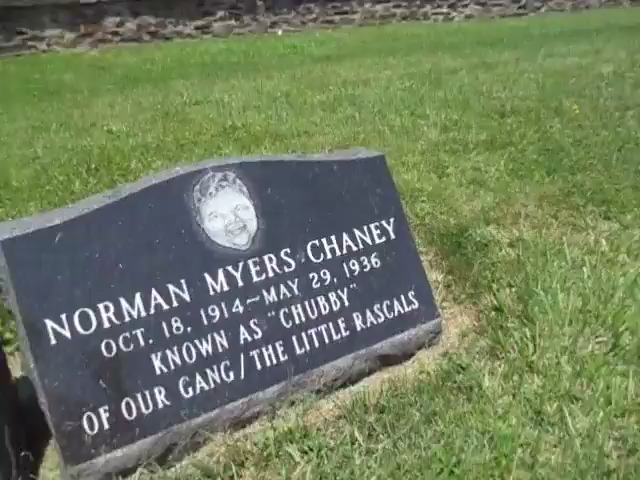 NORMAN MYERS CHANEY
OCT. 18, 1914~MAY 29, 1936
KNOWN AS "CHUBBY"
OF OUR GANG/THE LITTLE RASCALS